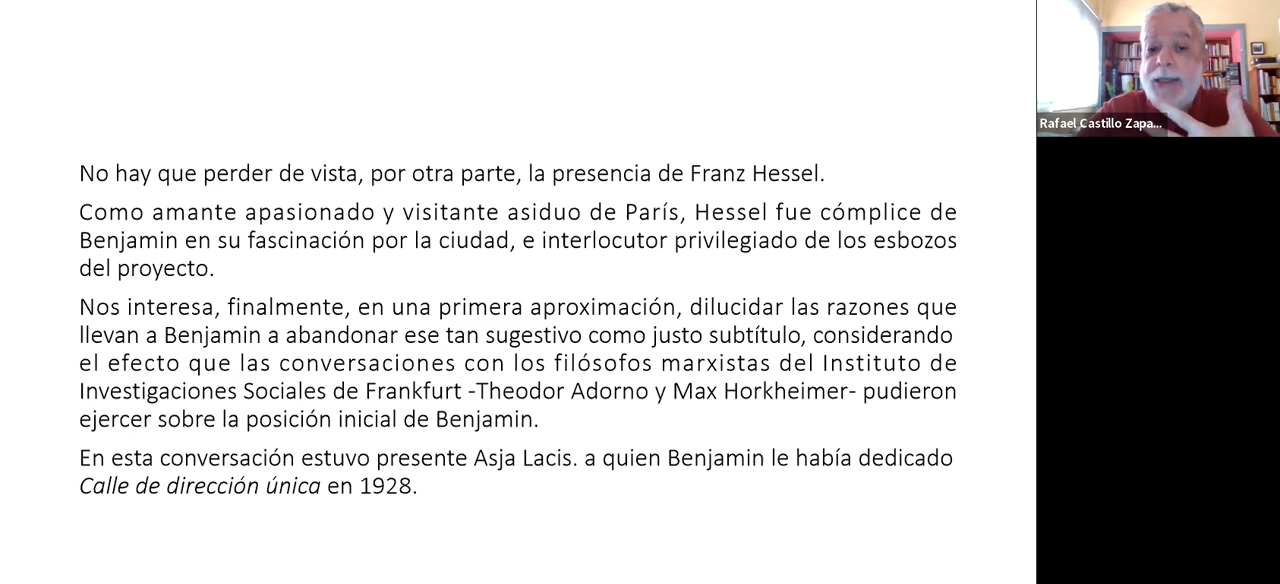 No hay que perder de vista, por otra parte, la presencia de Franz Hessel.
Como amante apasionado y visitante asiduo de París, Hessel fue cómplice de
Benjamin en su fascinación por la ciudad, e interlocutor privilegiado de los esbozos
del proyecto.
Nos interesa, finalmente, en una primera aproximación, dilucidar las razones que
llevan a Benjamin a abandonar ese tan sugestivo como justo subtítulo, considerando
el efecto que las conversaciones con los filósofos marxistas del Instituto de
Investigaciones Sociales de Frankfurt -Theodor Adorno y Max Horkheimer- pudieron
ejercer sobre la posición inicial de Benjamin.
En esta conversación estuvo presente Asja Lacis. a quien Benjamin le había dedicado
Calle de dirección única en 1928.
Rafael Castillo Zapa...